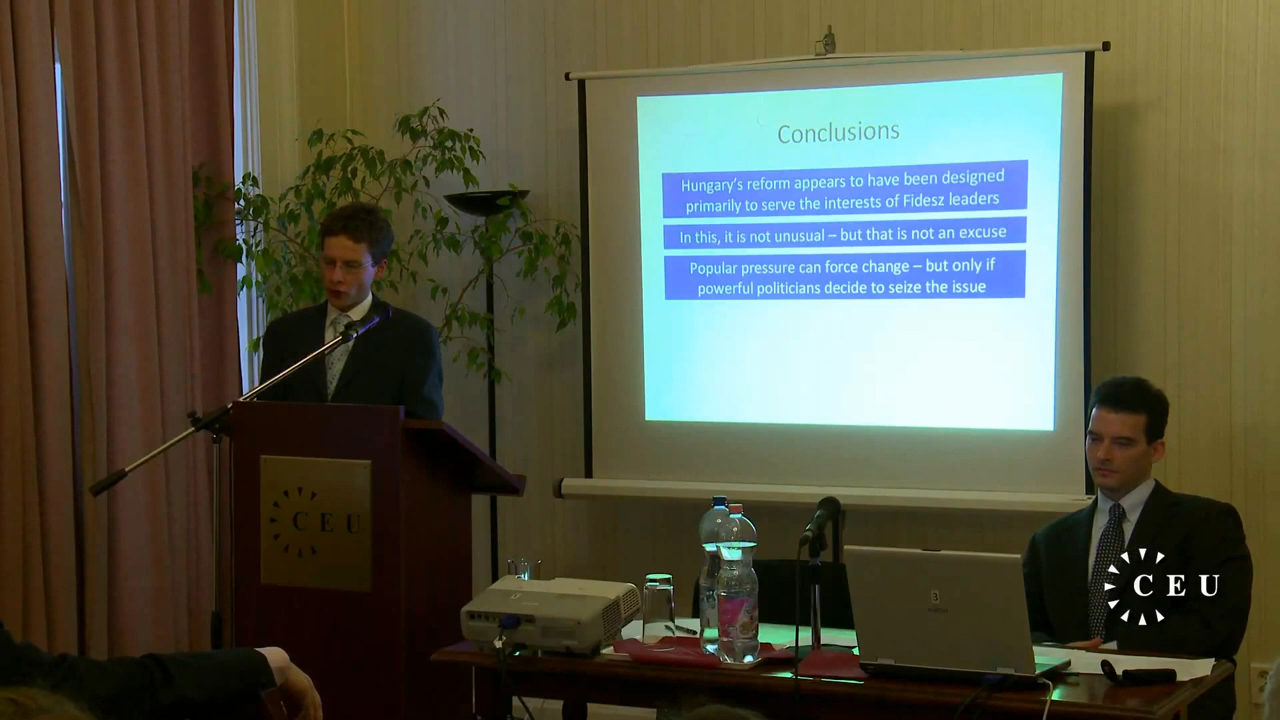 Conclusions
Hungary's reform appears to have been designed
primarily to serve the interests of Fidesz leaders
In this, it is not unusual – but that is not an excuse
Popular pressure can force change – but only if
powerful politicians decide to seize the issue
CEU
3
CEU